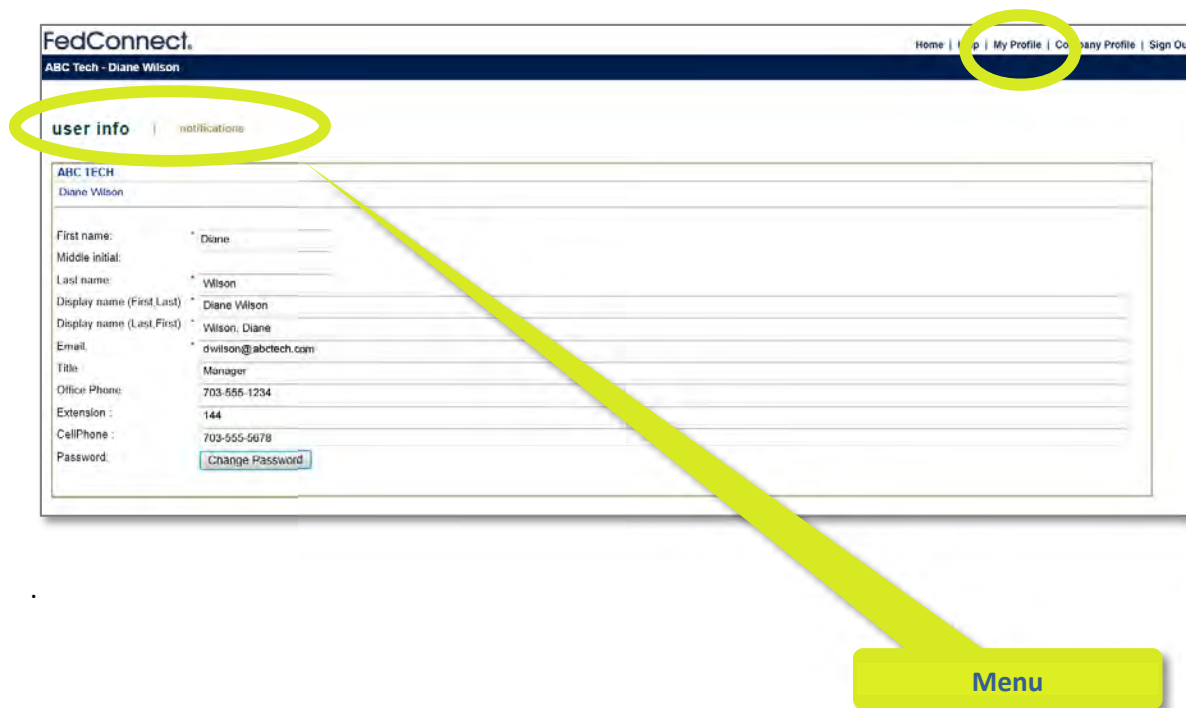 FedConnect.
Home | Help | My Profile | Company Profile | Sign Ou
ABC Tech - Diane Wilson
user info | notifications
ABC TECH
Diane Wilson
First name: * Diane
Middle initial:
Last name * Wilson
Display name (First,Last) * Diane Wilson
Display name (Last,First) * Wilson, Diane
Email * dwilson@abctech.com
Title Manager
Office Phone 703-555-1234
Extension : 144
CellPhone : 703-555-5678
Password: Change Password
.
Menu